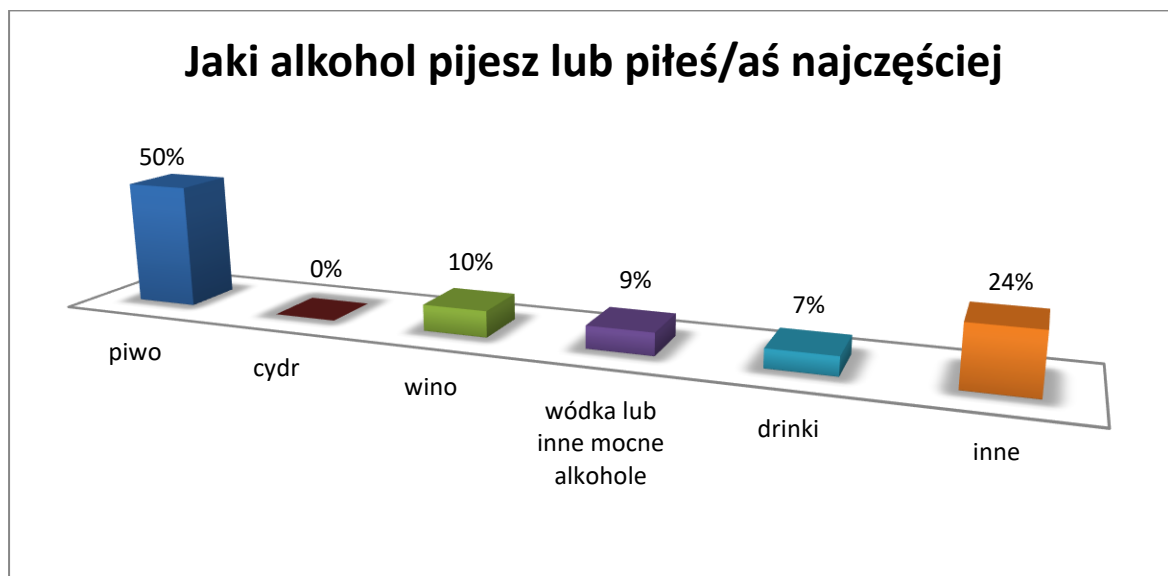 Jaki alkohol pijesz lub piłeś/aś najczęściej
50%
0%
10%
9%
7%
24%
piwo
cydr
wino
wódka lub
inne mocne
alkohole
drinki
inne